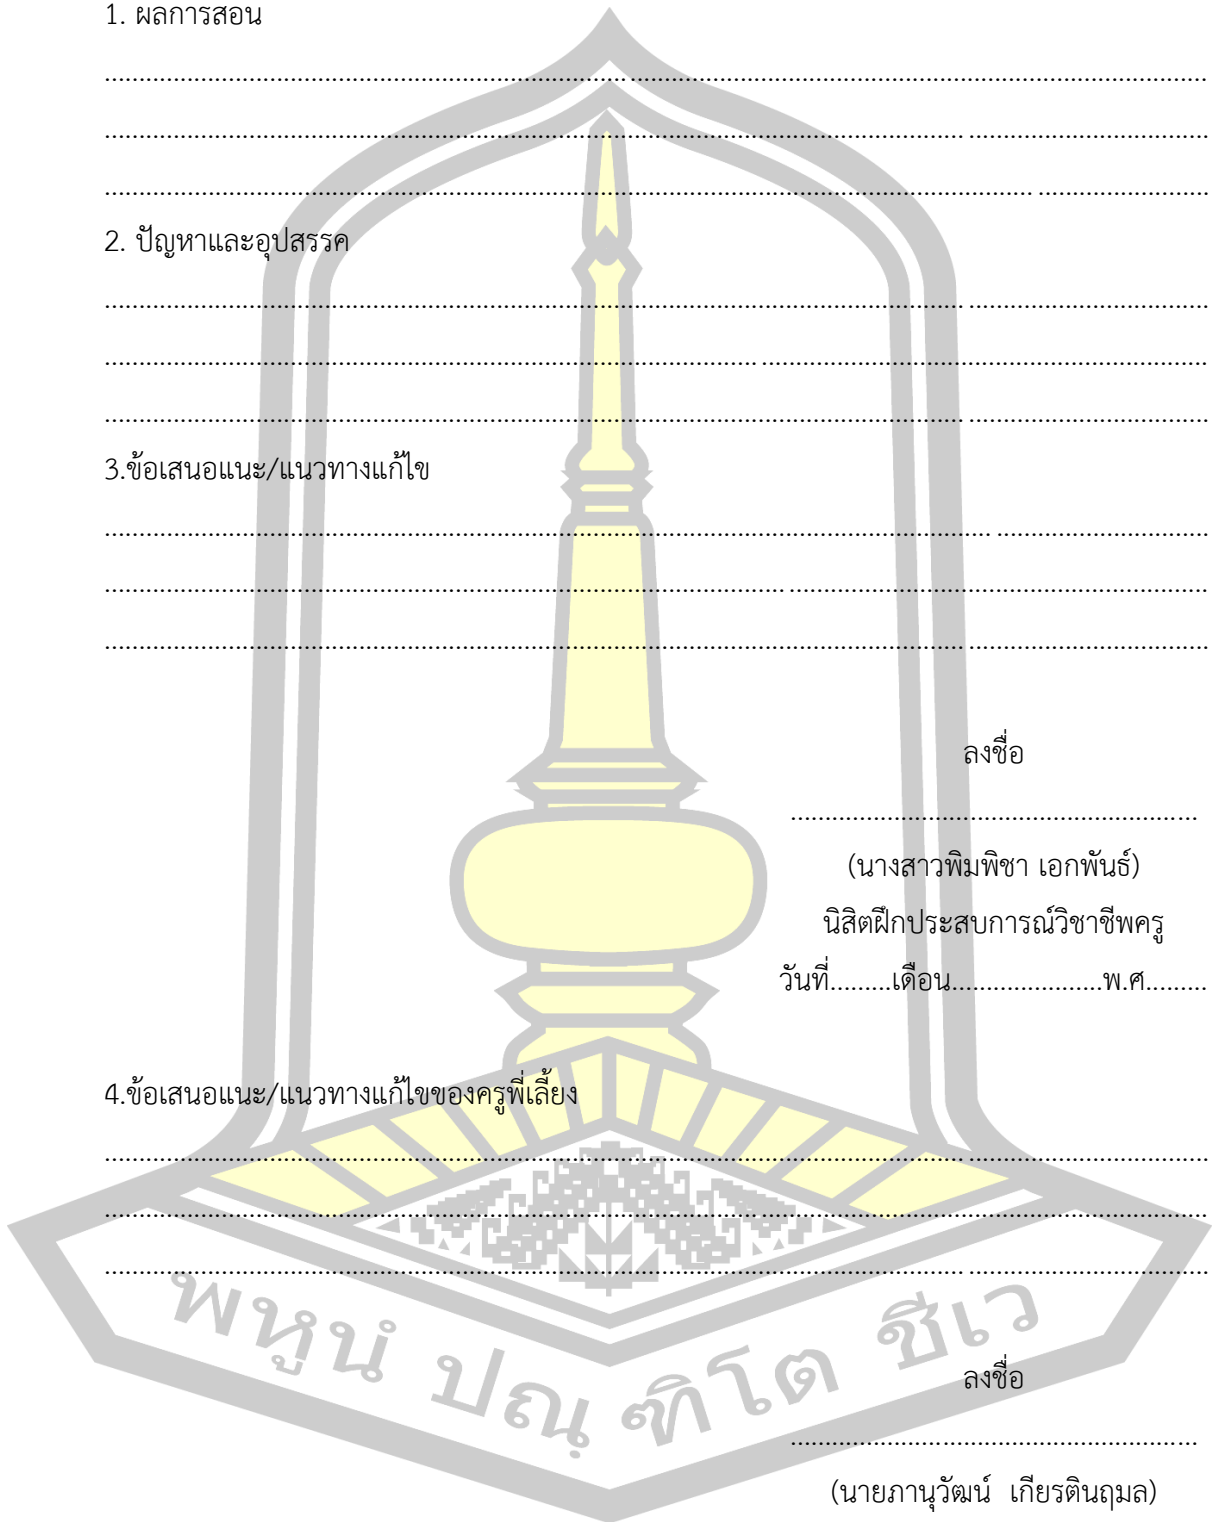 1. ผลการสอน
................................................................................................................................................................
................................................................................................................................................................
................................................................................................................................................................
2. ปัญหาและอุปสรรค
................................................................................................................................................................
................................................................................................................................................................
................................................................................................................................................................
3.ข้อเสนอแนะ/แนวทางแก้ไข
................................................................................................................................................................
................................................................................................................................................................
................................................................................................................................................................
ลงชื่อ
...........................................................
(นางสาวพิมพิชา เอกพันธ์)
นิสิตฝึกประสบการณ์วิชาชีพครู
วันที่.........เดือน......................พ.ศ.........
4.ข้อเสนอแนะ/แนวทางแก้ไขของครูพี่เลี้ยง
................................................................................................................................................................
................................................................................................................................................................
................................................................................................................................................................
พหูนํ ปณฺฑิโต ชีเว
ลงชื่อ
...........................................................
(นายภานุวัฒน์ เกียรตินฤมล)